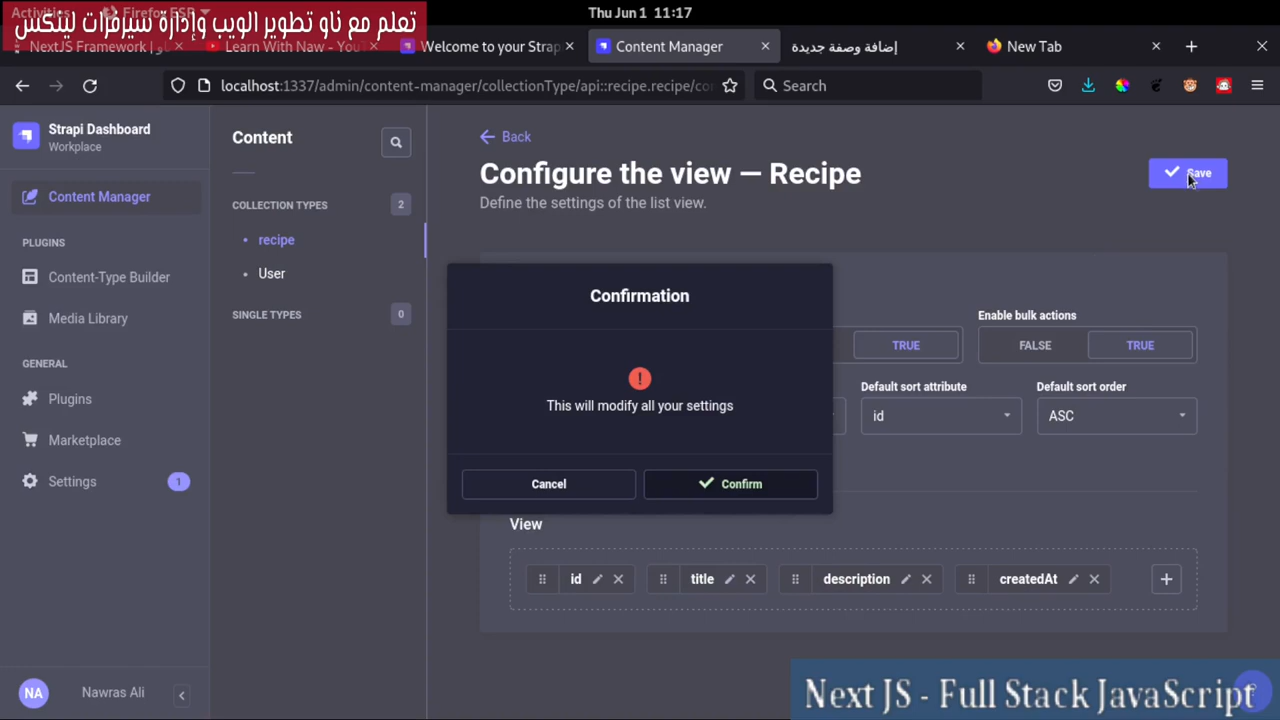 Activities
Firefox ESR
Thu Jun 1 11:17
تعلم مع ناو تطوير الويب وإدارة سيرفرات لينكس
NextJS Framework | ناو
Learn With Naw - You
Welcome to your Strap
Content Manager
إضافة وصفة جديدة
New Tab
localhost:1337/admin/content-manager/collectionType/api::recipe.recipe/co
Search
Strapi Dashboard
Workplace
Content Manager
PLUGINS
Content-Type Builder
Media Library
GENERAL
Plugins
Marketplace
Settings
1
NA
Nawras Ali
Content
COLLECTION TYPES
2
recipe
User
SINGLE TYPES
0
Back
Configure the view — Recipe
Define the settings of the list view.
Save
Confirmation
This will modify all your settings
Cancel
Confirm
TRUE
Enable bulk actions
FALSE
TRUE
Default sort attribute
id
Default sort order
ASC
View
id
title
description
createdAt
Next JS - Full Stack JavaScript